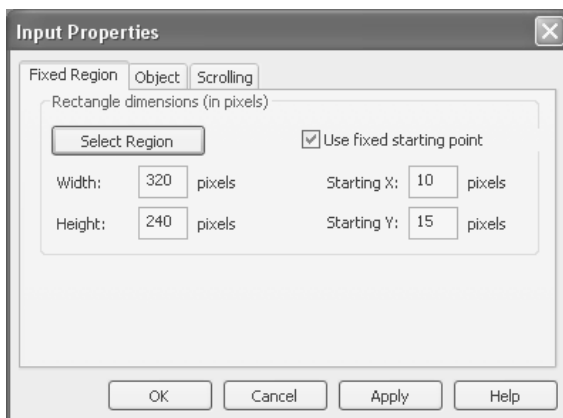 Input Properties
Fixed Region Object Scrolling
Rectangle dimensions (in pixels)
Select Region Use fixed starting point
Width: 320 pixels Starting X: 10 pixels
Height: 240 pixels Starting Y: 15 pixels
OK Cancel Apply Help